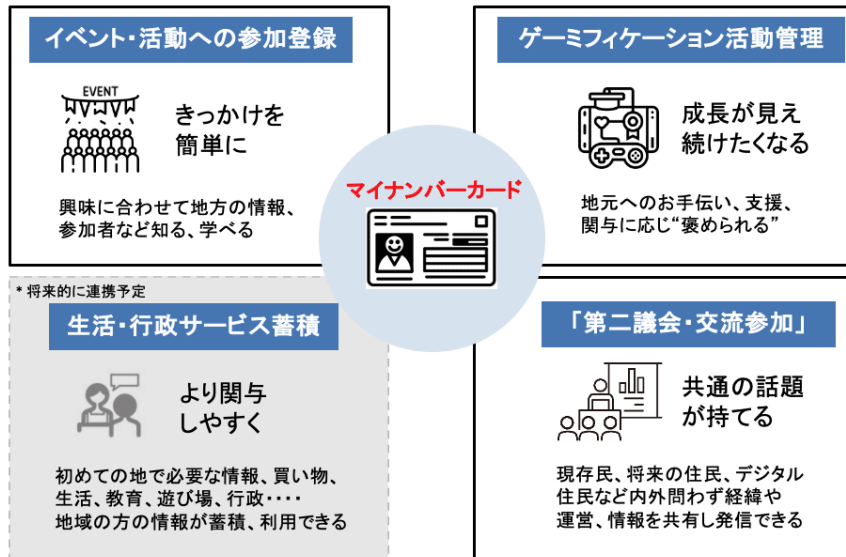 イベント・活動への参加登録
EVENT
きっかけを
簡単に
興味に合わせて地方の情報、
参加者など知る、学べる
ゲーミフィケーション活動管理
成長が見え
続けたくなる
地元へのお手伝い、支援、
関与に応じ“褒められる”
マイナンバーカード
* 将来的に連携予定
生活・行政サービス蓄積
より関与
しやすく
初めての地で必要な情報、買い物、
生活、教育、遊び場、行政・・・・
地域の方の情報が蓄積、利用できる
「第二議会・交流参加」
共通の話題
が持てる
現存民、将来の住民、デジタル
住民など内外問わず経緯や
運営、情報を共有し発信できる